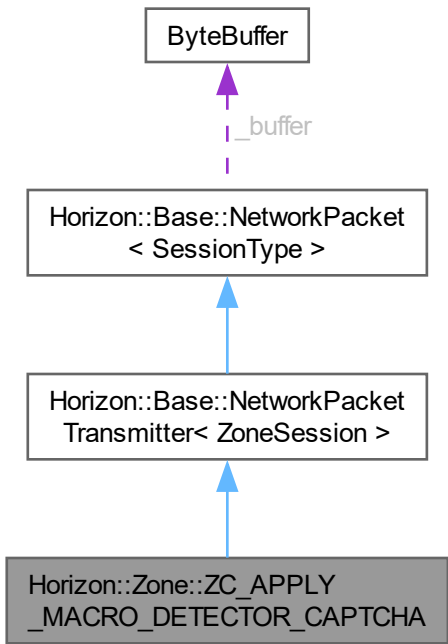 ByteBuffer
_buffer
Horizon::Base::NetworkPacket
< SessionType >
Horizon::Base::NetworkPacket
Transmitter< ZoneSession >
Horizon::Zone::ZC_APPLY
_MACRO_DETECTOR_CAPTCHA